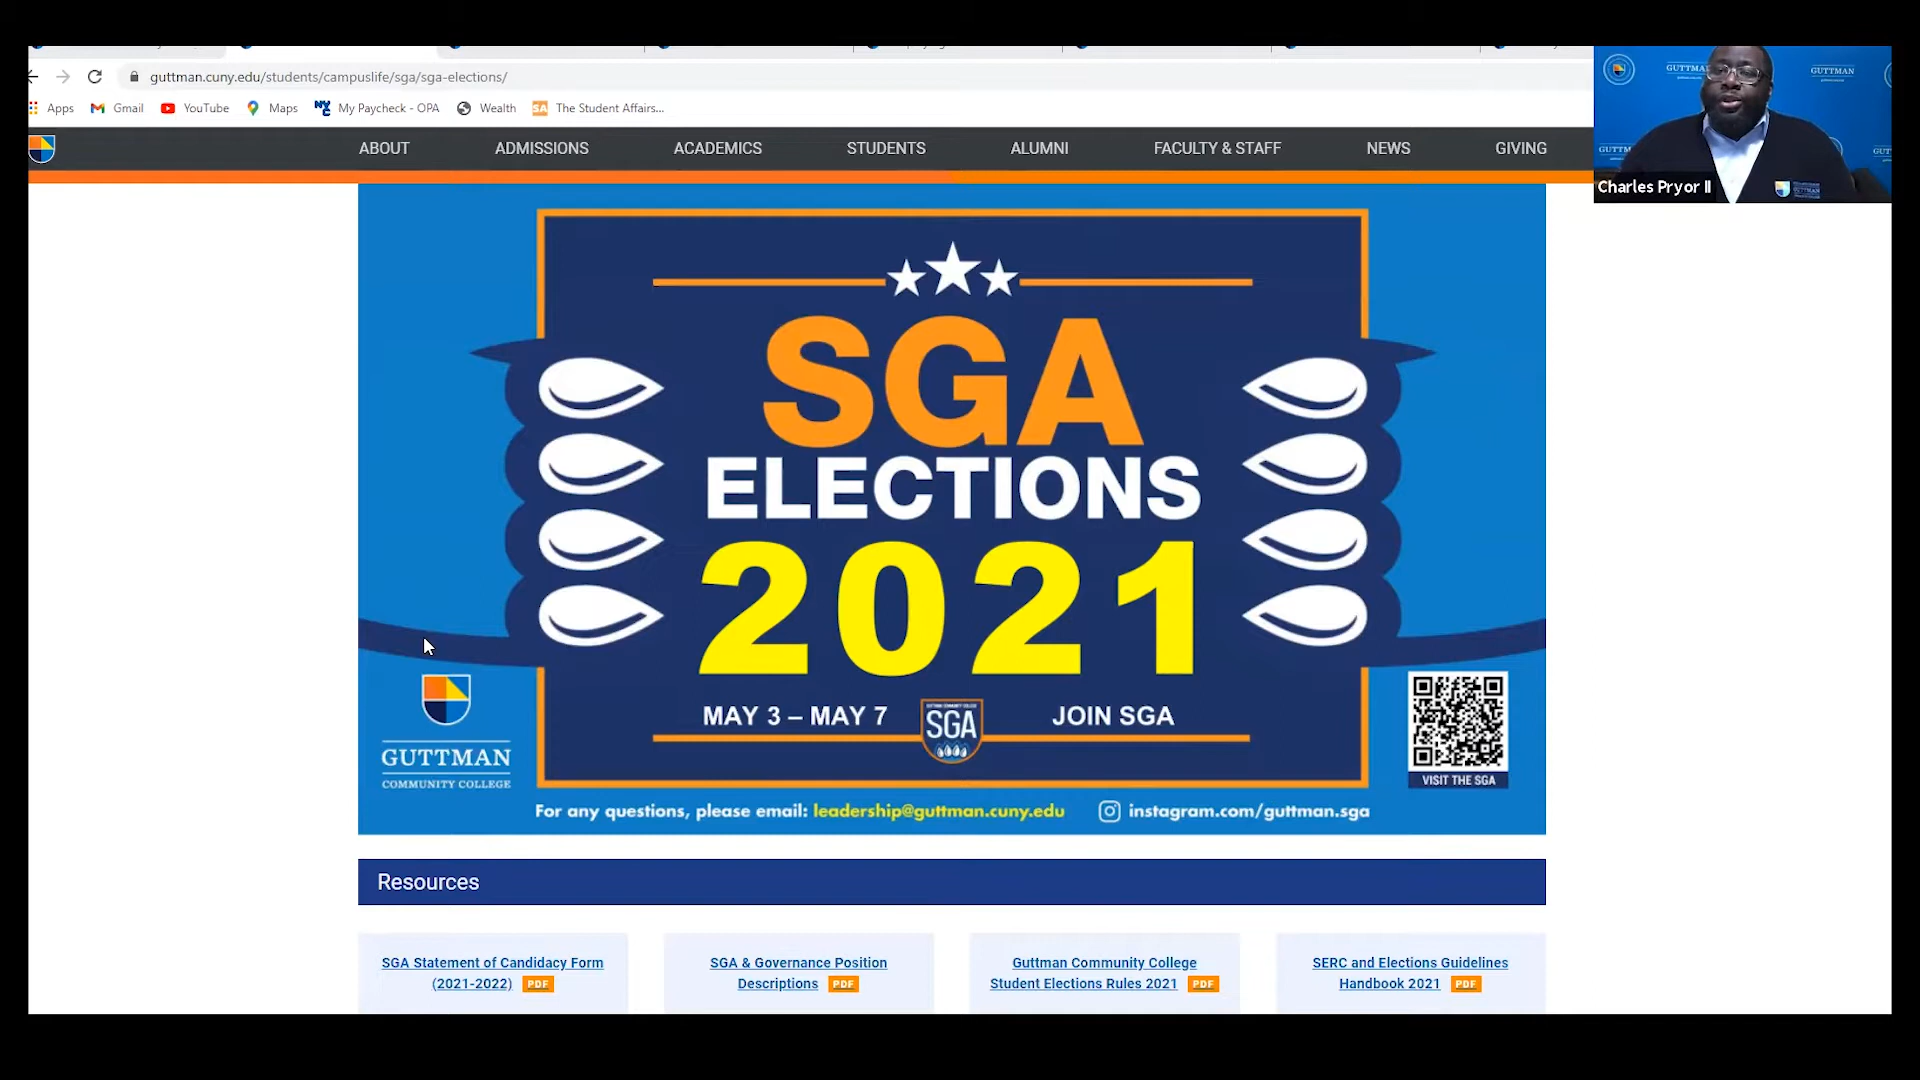 guttman.cuny.edu/students/campuslife/sga/sga-elections/
Apps Gmail YouTube Maps My Paycheck - OPA Wealth SA The Student Affairs...
ABOUT ADMISSIONS ACADEMICS STUDENTS ALUMNI FACULTY & STAFF NEWS GIVING
GUTTMAN
Charles Pryor II
SGA
ELECTIONS
2021
MAY 3 – MAY 7 SGA JOIN SGA
GUTTMAN
COMMUNITY COLLEGE
VISIT THE SGA
For any questions, please email: leadership@guttman.cuny.edu instagram.com/guttman.sga
Resources
SGA Statement of Candidacy Form
(2021-2022) PDF
SGA & Governance Position
Descriptions PDF
Guttman Community College
Student Elections Rules 2021 PDF
SERC and Elections Guidelines
Handbook 2021 PDF